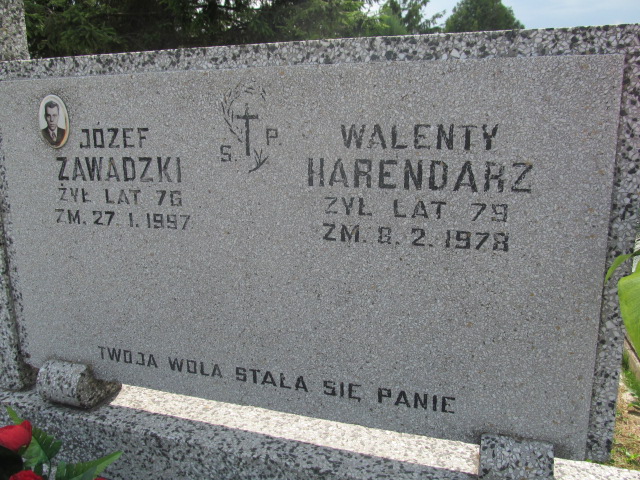 JÓZEF
ZAWADZKI
ŻYŁ LAT 76
ZM. 27. 1. 1997
S. P.
WALENTY
HARENDARZ
ŻYŁ LAT 79
ZM. 8. 2. 1978
TWOJA WOLA STAŁA SIĘ PANIE